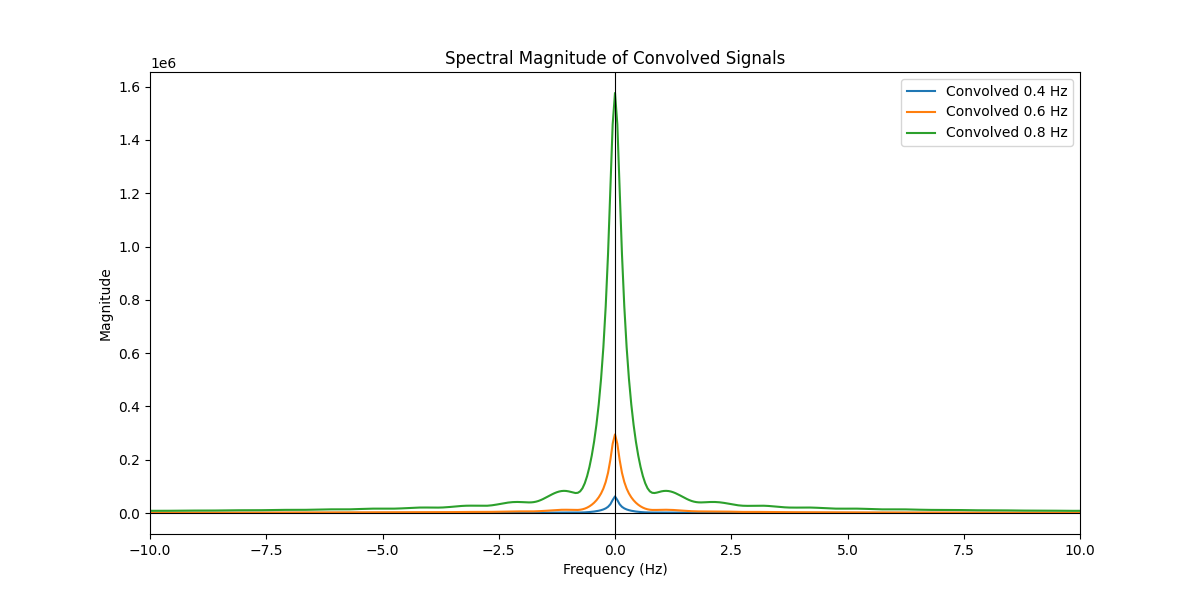 Spectral Magnitude of Convolved Signals
1e6
Convolved 0.4 Hz
Convolved 0.6 Hz
Convolved 0.8 Hz
1.6
1.4
1.2
1.0
0.8
0.6
0.4
0.2
0.0
Magnitude
−10.0 −7.5 −5.0 −2.5 0.0 2.5 5.0 7.5 10.0
Frequency (Hz)